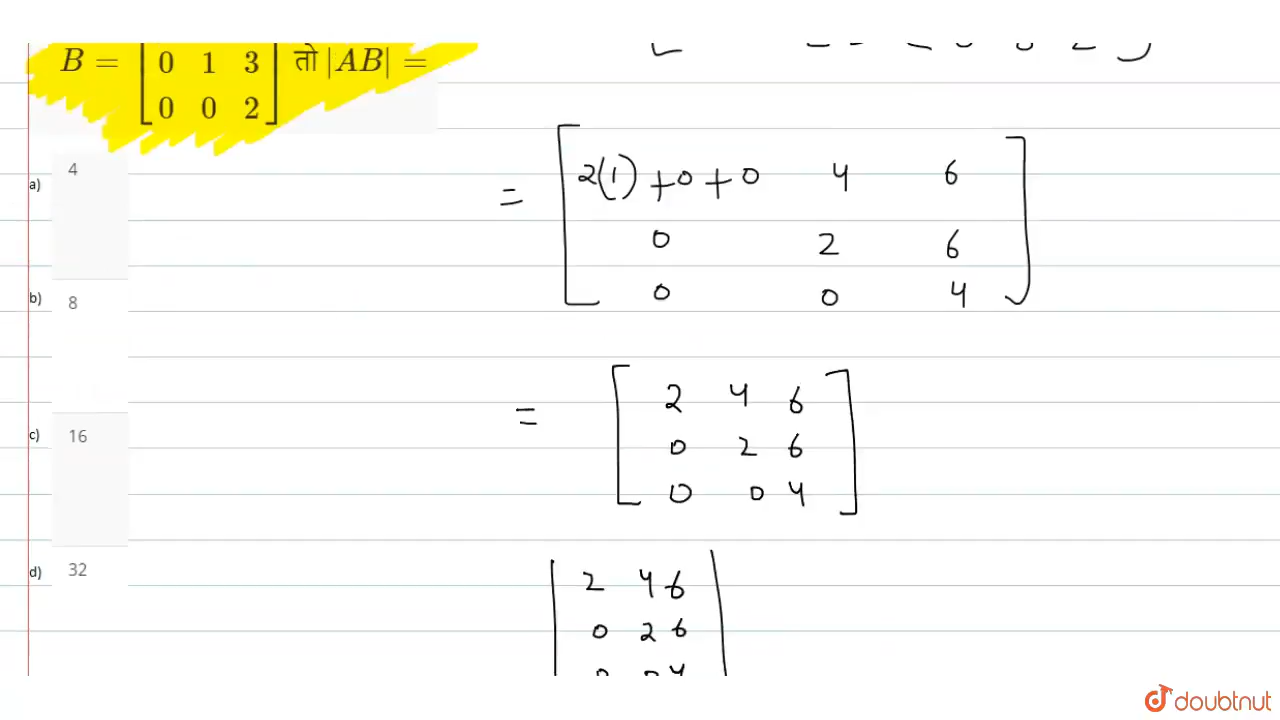 B = [0 1 3] तो |AB| =
[0 0 2]
a) 4
b) 8
c) 16
d) 32
= [2(1)+0+0 4 6
0 2 6
0 0 4]
= [2 4 6
0 2 6
0 0 4]
|2 4 6
0 2 6
doubtnut